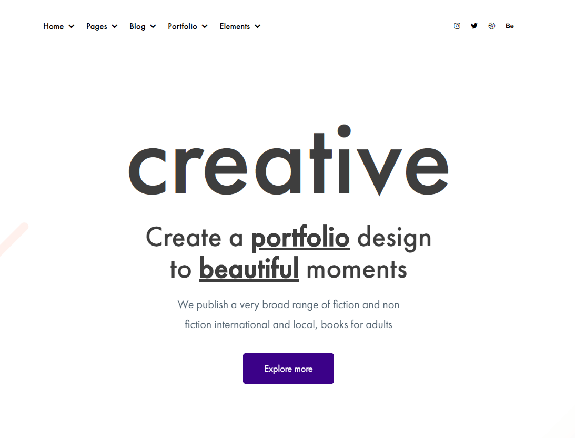 Home Pages Blog Portfolio Elements Be
creative
Create a portfolio design
to beautiful moments
We publish a very broad range of fiction and non
fiction international and local, books for adults
Explore more